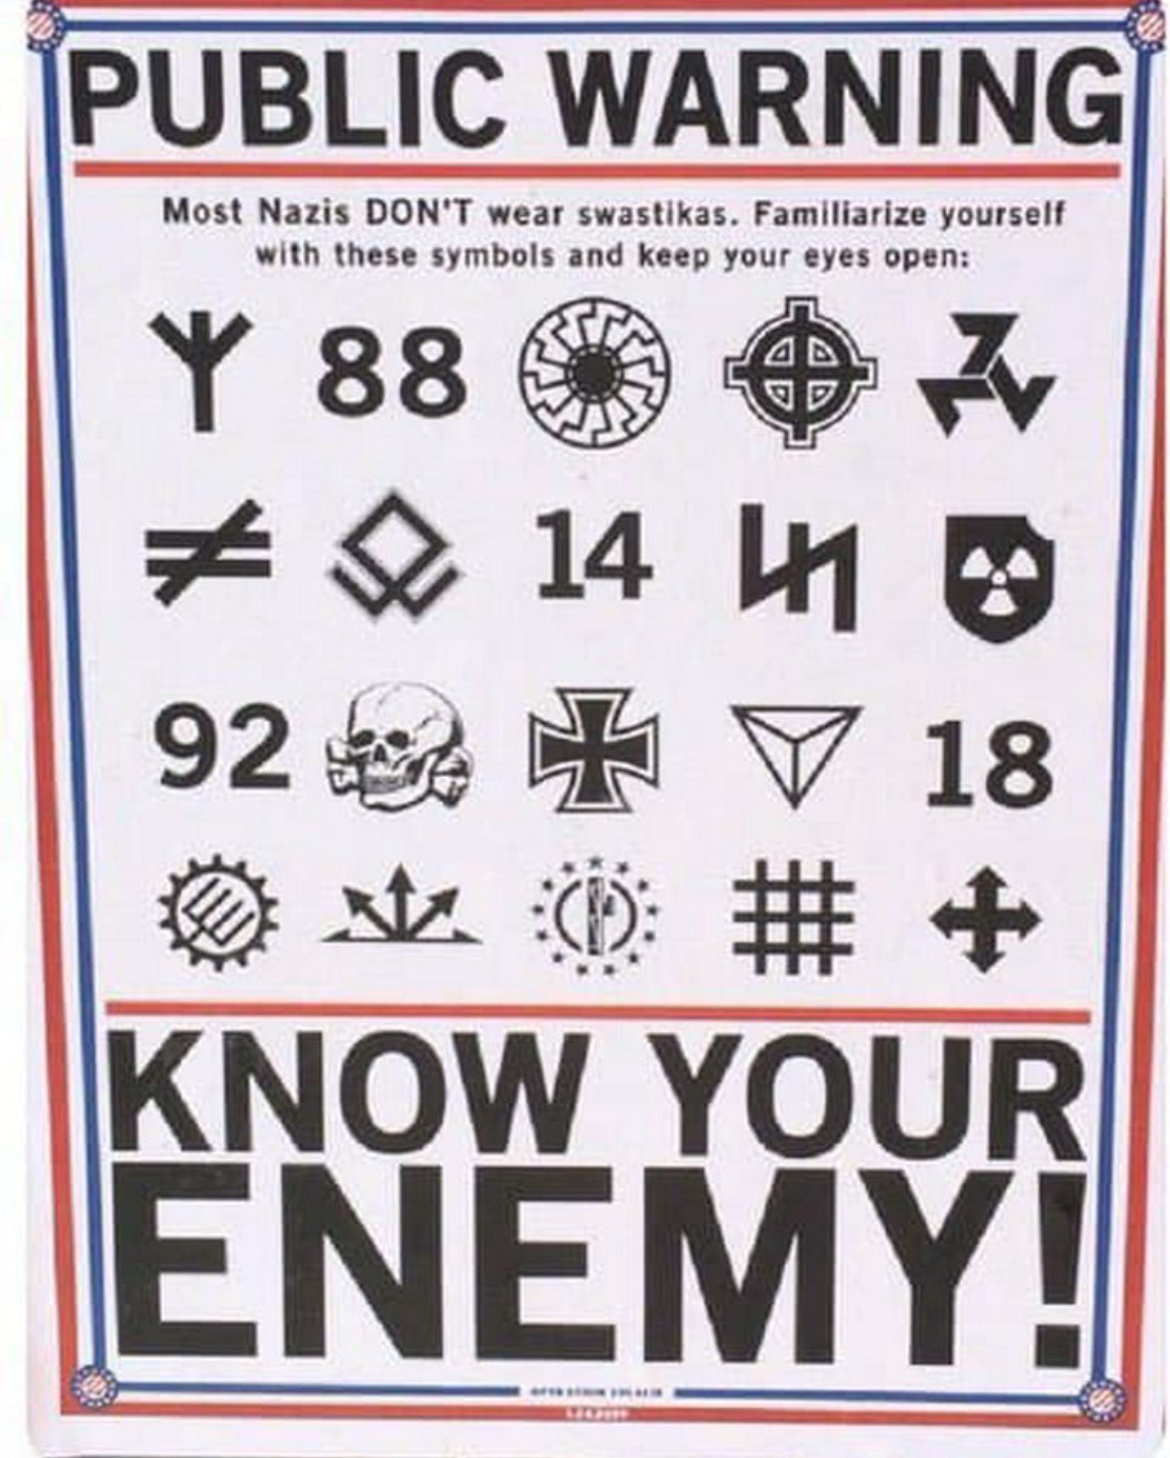 PUBLIC WARNING
Most Nazis DON'T wear swastikas. Familiarize yourself
with these symbols and keep your eyes open:
88
14
92
18
KNOW YOUR
ENEMY!